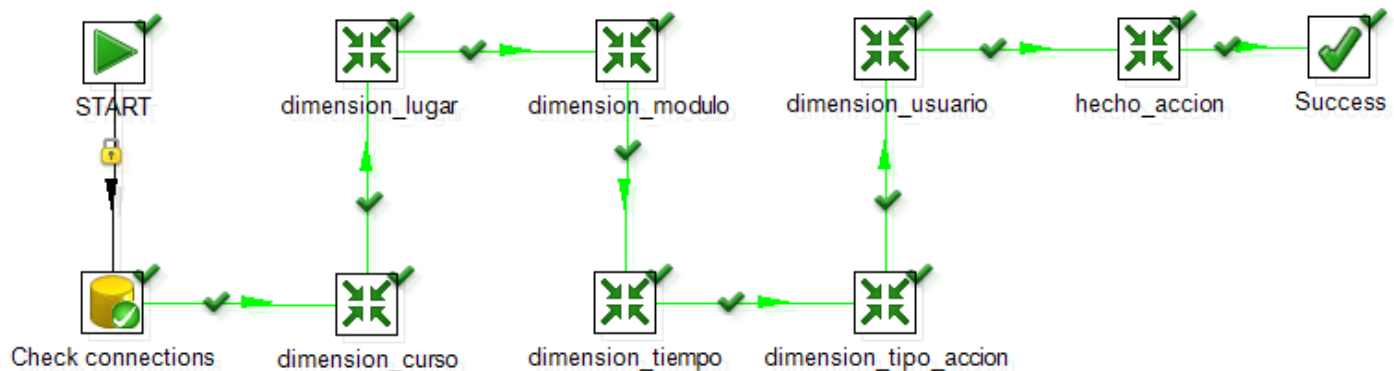 START
dimension_lugar
dimension_modulo
dimension_usuario
hecho_accion
Success
Check connections
dimension_curso
dimension_tiempo
dimension_tipo_accion